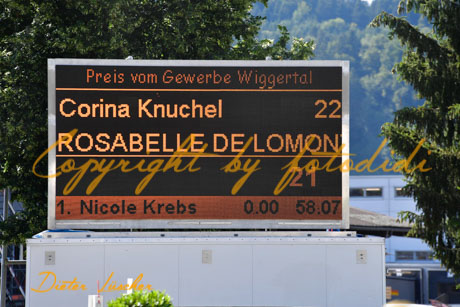 Preis vom Gewerbe Wiggertal
Corina Knuchel 22
ROSABELLE DE LOMON
Copyright by fotodidi
21
1. Nicole Krebs 0.00 58.07
Dieter